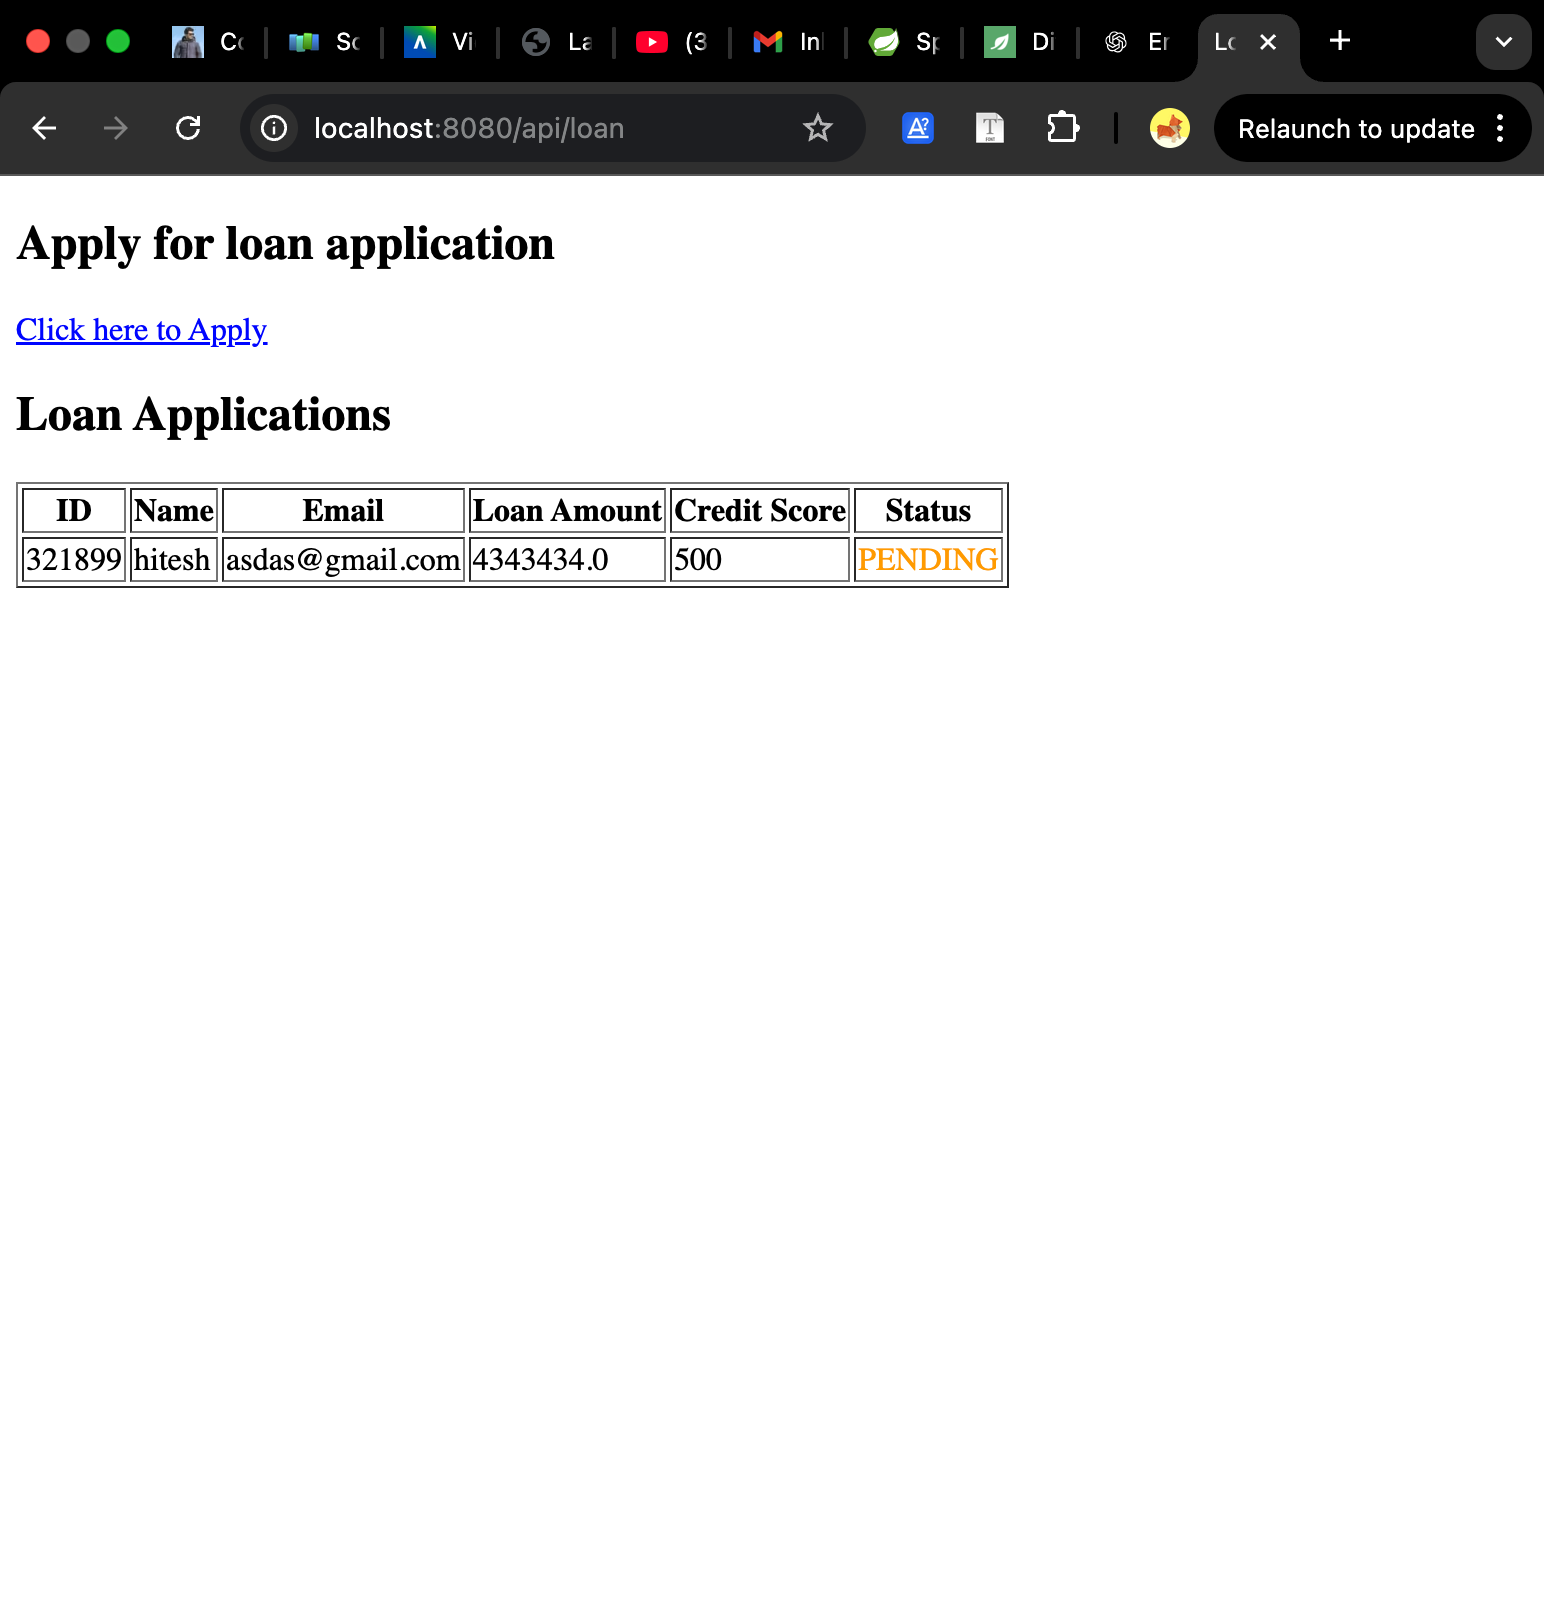 Co Sc Vi La (3 In Sp Di Er Lo
localhost:8080/api/loan
Relaunch to update
Apply for loan application
Click here to Apply
Loan Applications
ID Name Email Loan Amount Credit Score Status
321899 hitesh asdas@gmail.com 4343434.0 500 PENDING